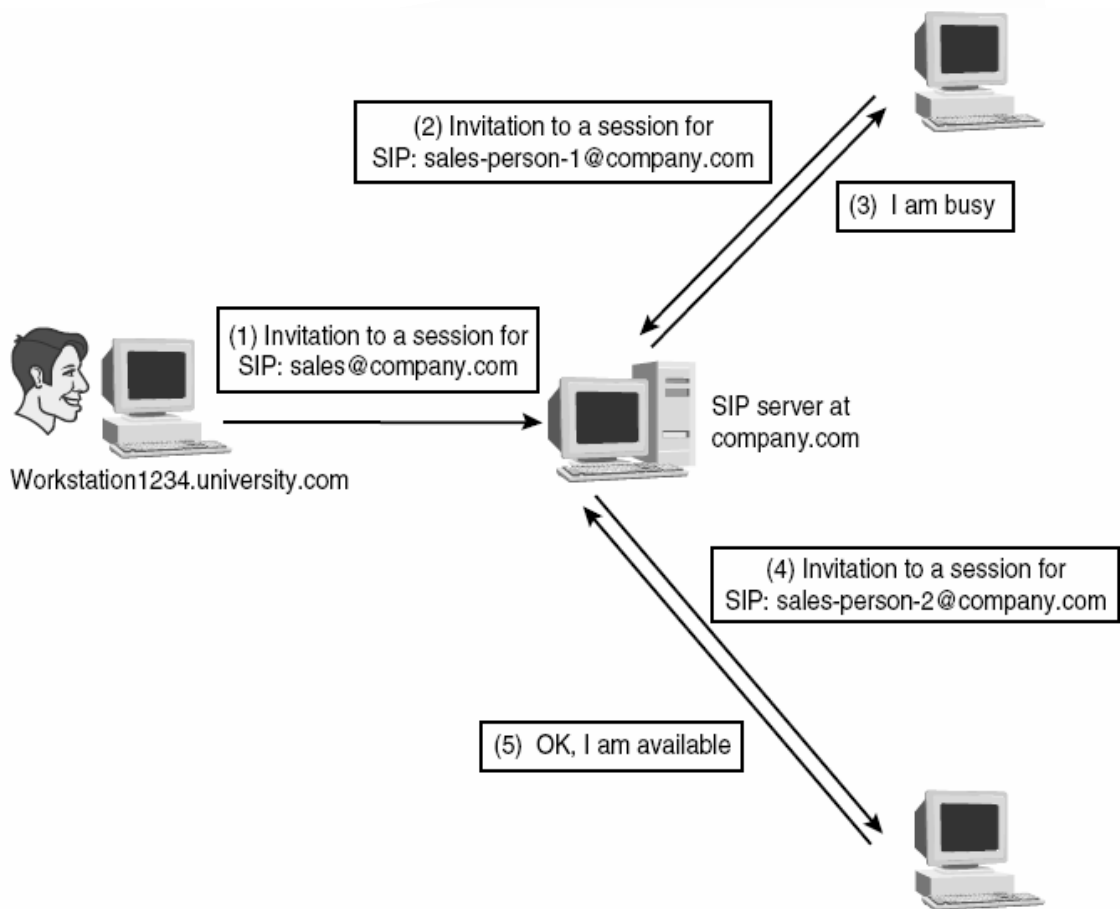 (2) Invitation to a session for
SIP: sales-person-1@company.com
(3) I am busy
(1) Invitation to a session for
SIP: sales@company.com
SIP server at
company.com
Workstation1234.university.com
(4) Invitation to a session for
SIP: sales-person-2@company.com
(5) OK, I am available